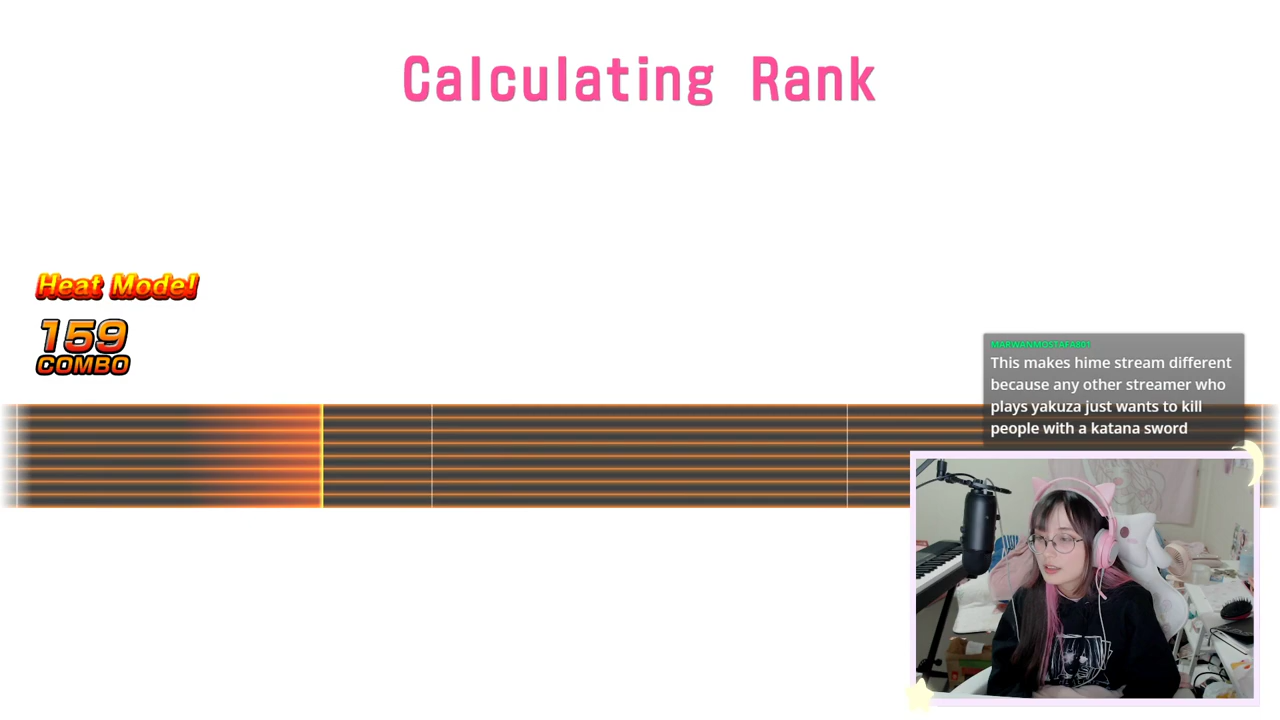 Calculating Rank
Heat Mode!
159
COMBO
MARWANMOSTAFA801
This makes hime stream different
because any other streamer who
plays yakuza just wants to kill
people with a katana sword